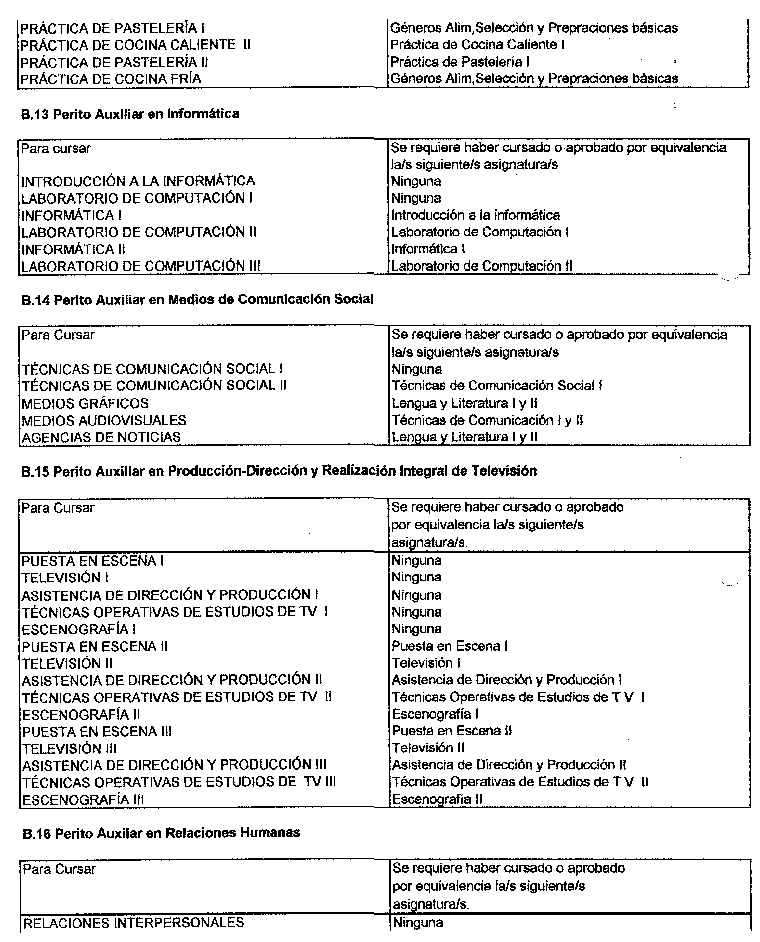 PRÁCTICA DE PASTELERÍA I Géneros Alim,Selección y Prepraciones básicas
PRÁCTICA DE COCINA CALIENTE II Práctica de Cocina Caliente I
PRÁCTICA DE PASTELERÍA II Práctica de Pastelería I
PRÁCTICA DE COCINA FRÍA Géneros Alim,Selección y Prepraciones básicas
B.13 Perito Auxiliar en Informática
Para cursar Se requiere haber cursado o aprobado por equivalencia
la/s siguiente/s asignatura/s
INTRODUCCIÓN A LA INFORMÁTICA Ninguna
LABORATORIO DE COMPUTACIÓN I Ninguna
INFORMÁTICA I Introducción a la informática
LABORATORIO DE COMPUTACIÓN II Laboratorio de Computación I
INFORMÁTICA II Informática I
LABORATORIO DE COMPUTACIÓN III Laboratorio de Computación II
B.14 Perito Auxiliar en Medios de Comunicación Social
Para Cursar Se requiere haber cursado o aprobado por equivalencia
la/s siguiente/s asignatura/s
TÉCNICAS DE COMUNICACIÓN SOCIAL I Ninguna
TÉCNICAS DE COMUNICACIÓN SOCIAL II Técnicas de Comunicación Social I
MEDIOS GRÁFICOS Lengua y Literatura I y II
MEDIOS AUDIOVISUALES Técnicas de Comunicación I y II
AGENCIAS DE NOTICIAS Lengua y Literatura I y II
B.15 Perito Auxiliar en Producción-Dirección y Realización Integral de Televisión
Para Cursar Se requiere haber cursado o aprobado
por equivalencia la/s siguiente/s
asignatura/s.
PUESTA EN ESCENA I Ninguna
TELEVISIÓN I Ninguna
ASISTENCIA DE DIRECCIÓN Y PRODUCCIÓN I Ninguna
TÉCNICAS OPERATIVAS DE ESTUDIOS DE TV I Ninguna
ESCENOGRAFÍA I Ninguna
PUESTA EN ESCENA II Puesta en Escena I
TELEVISIÓN II Televisión I
ASISTENCIA DE DIRECCIÓN Y PRODUCCIÓN II Asistencia de Dirección y Producción I
TÉCNICAS OPERATIVAS DE ESTUDIOS DE TV II Técnicas Operativas de Estudios de T V I
ESCENOGRAFÍA II Escenografía I
PUESTA EN ESCENA III Puesta en Escena II
TELEVISIÓN III Televisión II
ASISTENCIA DE DIRECCIÓN Y PRODUCCIÓN III Asistencia de Dirección y Producción II
TÉCNICAS OPERATIVAS DE ESTUDIOS DE TV III Técnicas Operativas de Estudios de T V II
ESCENOGRAFÍA III Escenografía II
B.16 Perito Auxilar en Relaciones Humanas
Para Cursar Se requiere haber cursado o aprobado
por equivalencia la/s siguiente/s
asignatura/s.
RELACIONES INTERPERSONALES Ninguna